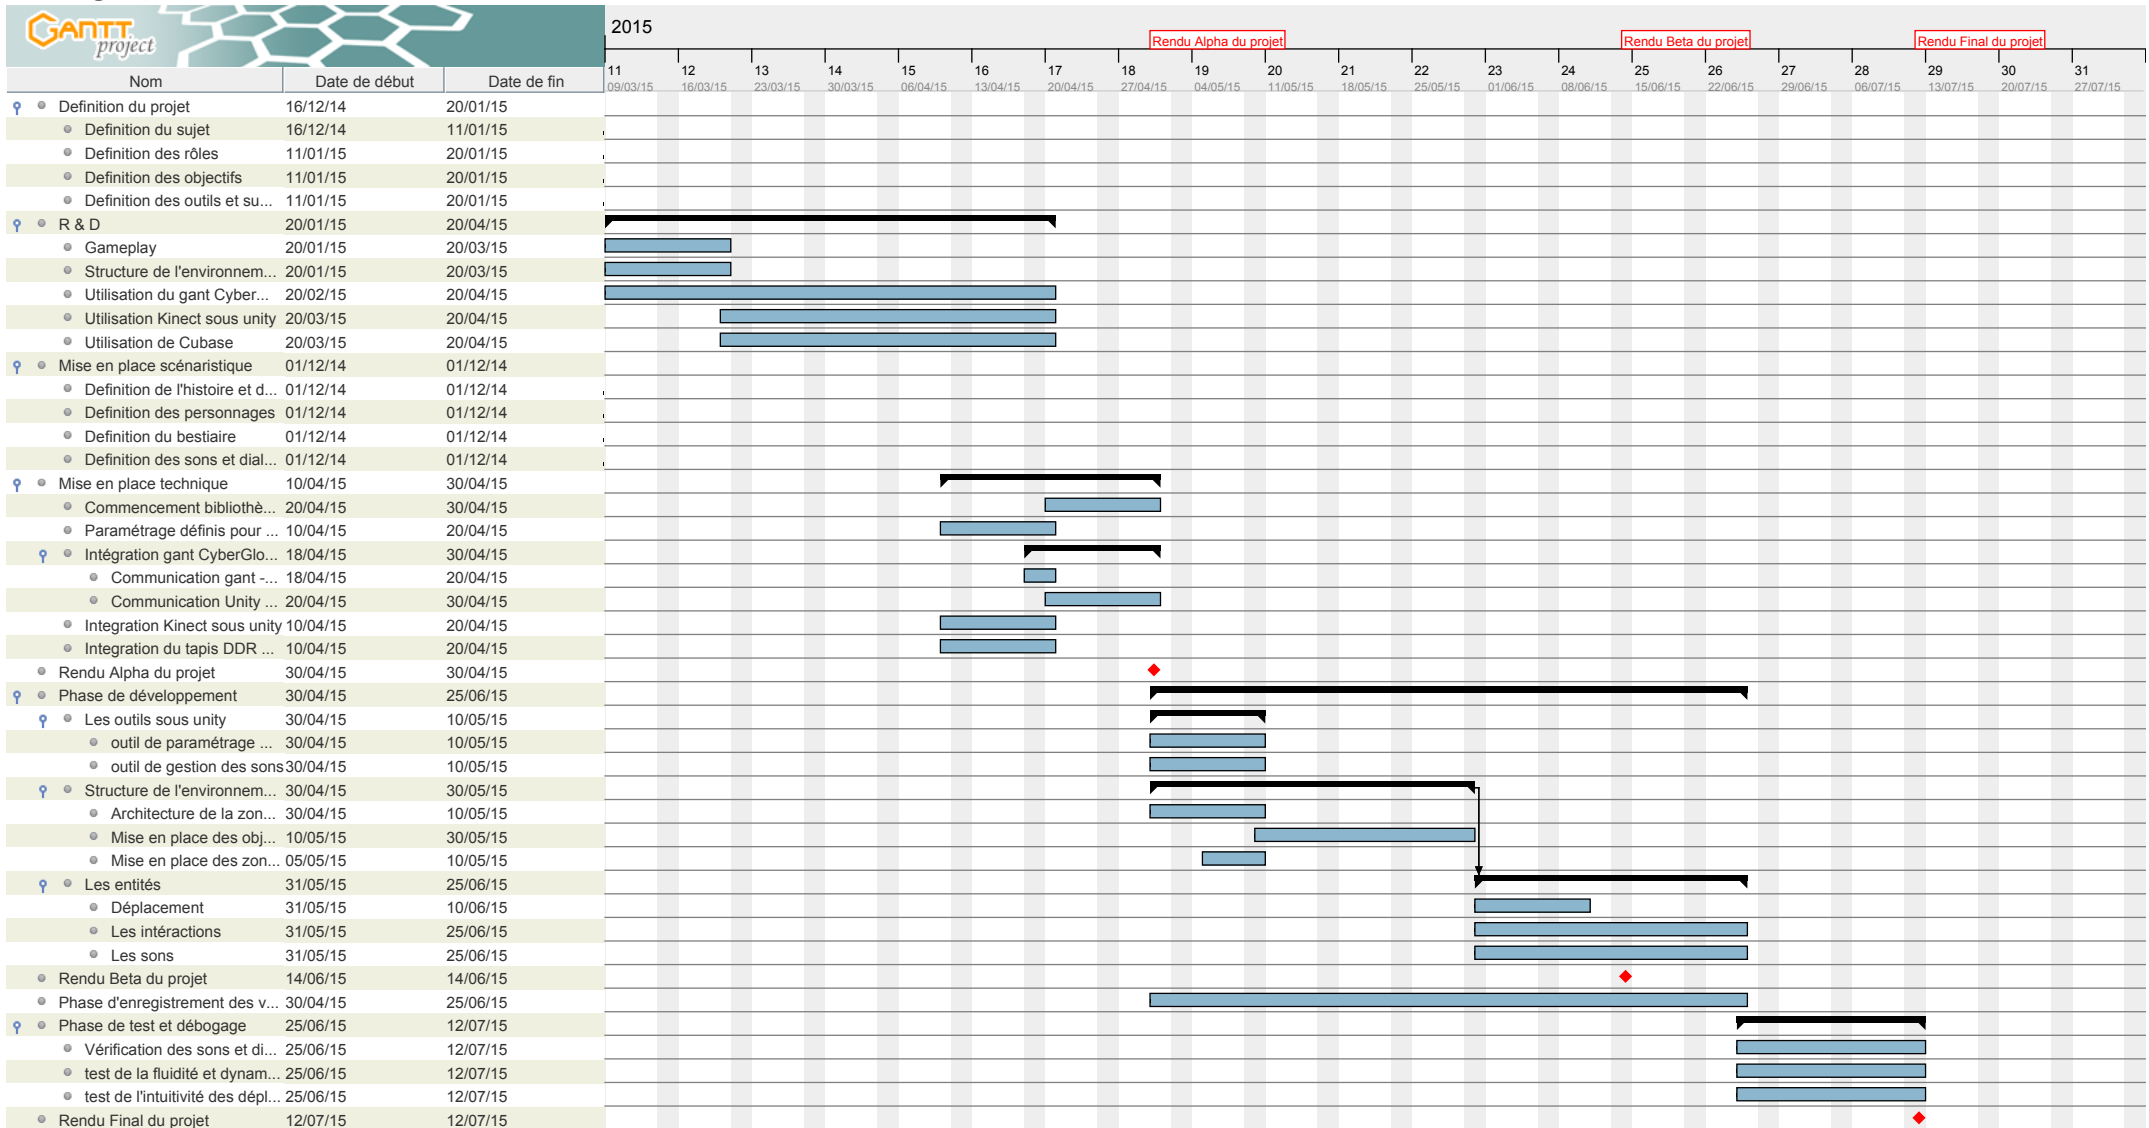 GANTT
project
2015
Rendu Alpha du projet Rendu Beta du projet Rendu Final du projet
Nom Date de début Date de fin
11 12 13 14 15 16 17 18 19 20 21 22 23 24 25 26 27 28 29 30 31
09/03/15 16/03/15 23/03/15 30/03/15 06/04/15 13/04/15 20/04/15 27/04/15 04/05/15 11/05/15 18/05/15 25/05/15 01/06/15 08/06/15 15/06/15 22/06/15 29/06/15 06/07/15 13/07/15 20/07/15 27/07/15
Definition du projet 16/12/14 20/01/15
Definition du sujet 16/12/14 11/01/15
Definition des rôles 11/01/15 20/01/15
Definition des objectifs 11/01/15 20/01/15
Definition des outils et su... 11/01/15 20/01/15
R & D 20/01/15 20/04/15
Gameplay 20/01/15 20/03/15
Structure de l'environnem... 20/01/15 20/03/15
Utilisation du gant Cyber... 20/02/15 20/04/15
Utilisation Kinect sous unity 20/03/15 20/04/15
Utilisation de Cubase 20/03/15 20/04/15
Mise en place scénaristique 01/12/14 01/12/14
Definition de l'histoire et d... 01/12/14 01/12/14
Definition des personnages 01/12/14 01/12/14
Definition du bestiaire 01/12/14 01/12/14
Definition des sons et dial... 01/12/14 01/12/14
Mise en place technique 10/04/15 30/04/15
Commencement bibliothè... 20/04/15 30/04/15
Paramétrage définis pour ... 10/04/15 20/04/15
Intégration gant CyberGlo... 18/04/15 30/04/15
Communication gant -... 18/04/15 20/04/15
Communication Unity ... 20/04/15 30/04/15
Integration Kinect sous unity 10/04/15 20/04/15
Integration du tapis DDR ... 10/04/15 20/04/15
Rendu Alpha du projet 30/04/15 30/04/15
Phase de développement 30/04/15 25/06/15
Les outils sous unity 30/04/15 10/05/15
outil de paramétrage ... 30/04/15 10/05/15
outil de gestion des sons 30/04/15 10/05/15
Structure de l'environnem... 30/04/15 30/05/15
Architecture de la zon... 30/04/15 10/05/15
Mise en place des obj... 10/05/15 30/05/15
Mise en place des zon... 05/05/15 10/05/15
Les entités 31/05/15 25/06/15
Déplacement 31/05/15 10/06/15
Les intéractions 31/05/15 25/06/15
Les sons 31/05/15 25/06/15
Rendu Beta du projet 14/06/15 14/06/15
Phase d'enregistrement des v... 30/04/15 25/06/15
Phase de test et débogage 25/06/15 12/07/15
Vérification des sons et di... 25/06/15 12/07/15
test de la fluidité et dynam... 25/06/15 12/07/15
test de l'intuitivité des dépl... 25/06/15 12/07/15
Rendu Final du projet 12/07/15 12/07/15